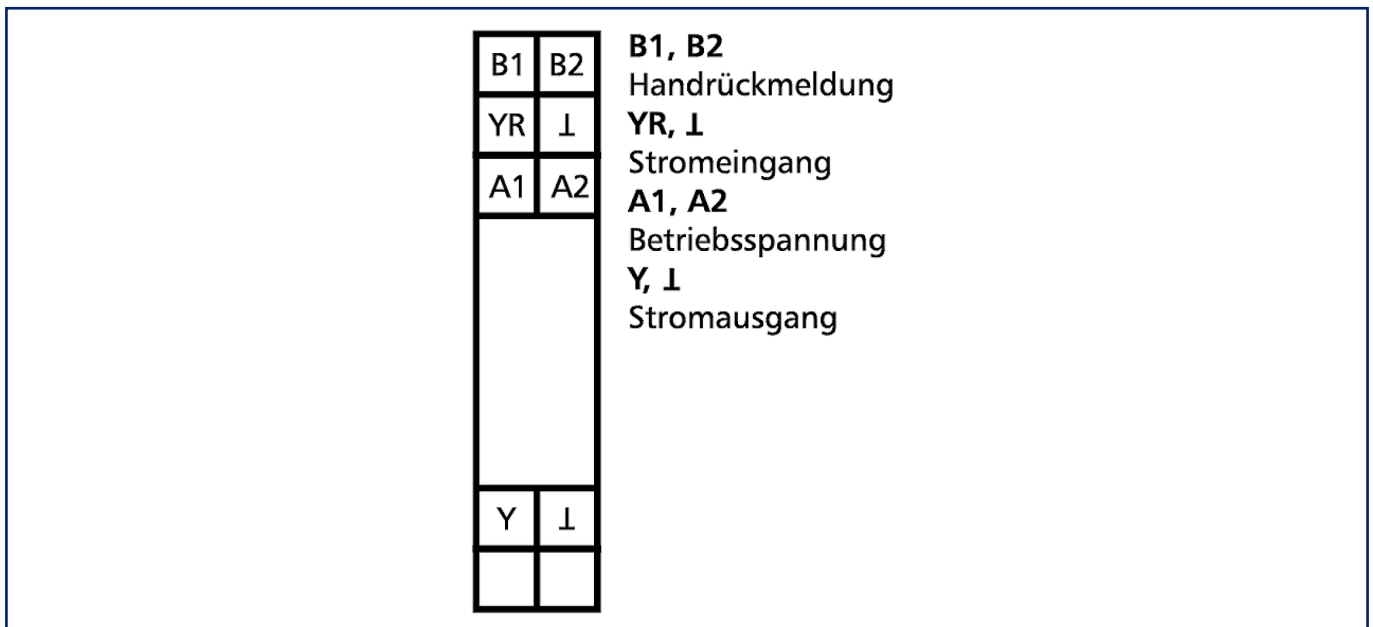 B1 B2
YR ⊥
A1 A2
Y ⊥
B1, B2
Handrückmeldung
YR, ⊥
Stromeingang
A1, A2
Betriebsspannung
Y, ⊥
Stromausgang